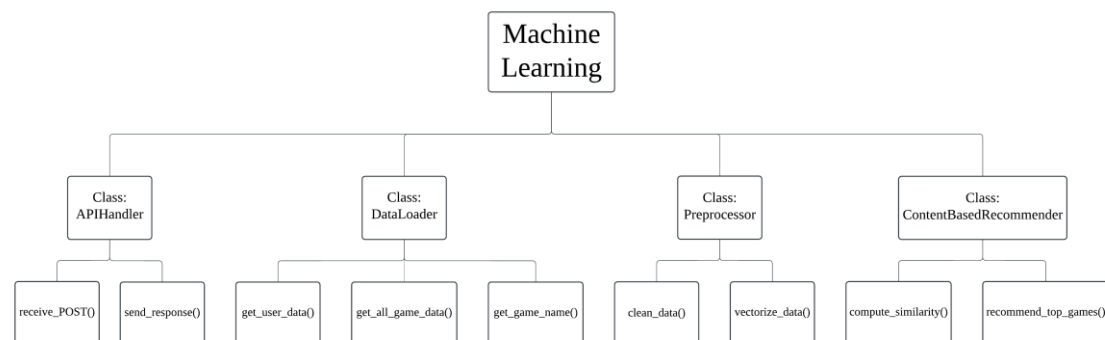 Machine
Learning
Class:
APIHandler
Class:
DataLoader
Class:
Preprocessor
Class:
ContentBasedRecommender
receive_POST()
send_response()
get_user_data()
get_all_game_data()
get_game_name()
clean_data()
vectorize_data()
compute_similarity()
recommend_top_games()